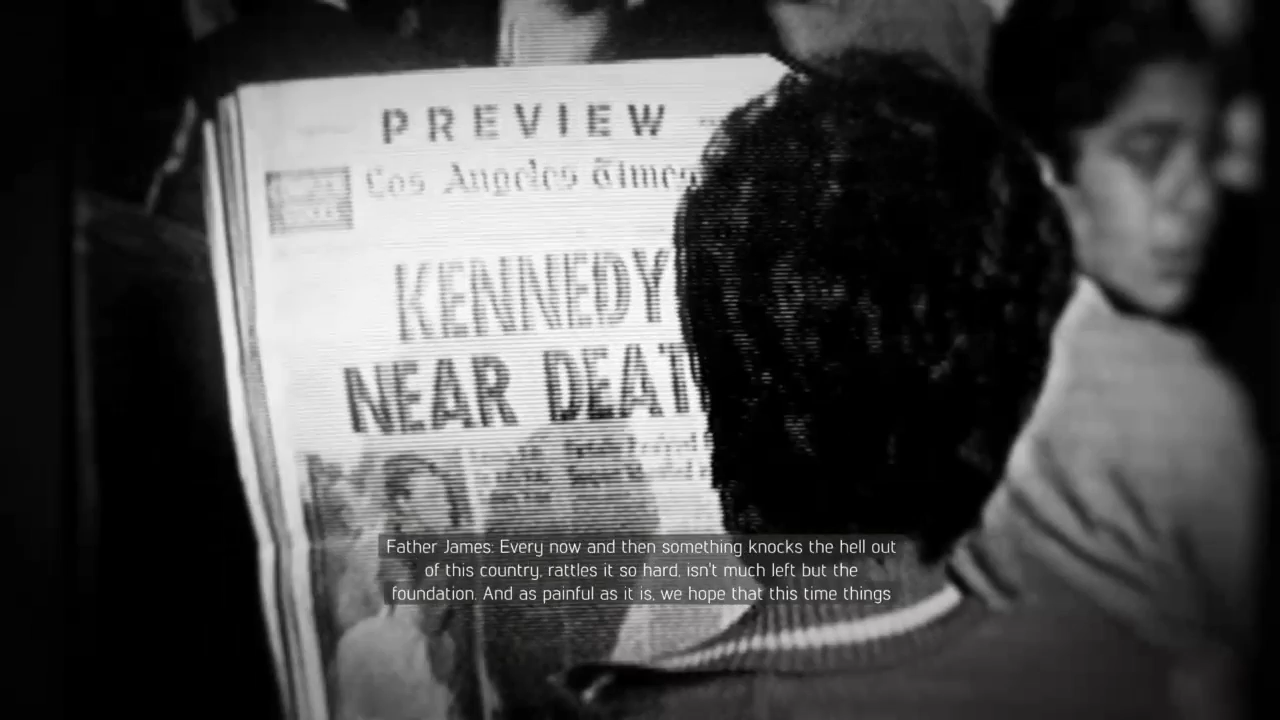 PREVIEW
Los Angeles Times
KENNEDY
NEAR DEAT
Father James: Every now and then something knocks the hell out
of this country, rattles it so hard, isn't much left but the
foundation. And as painful as it is, we hope that this time things